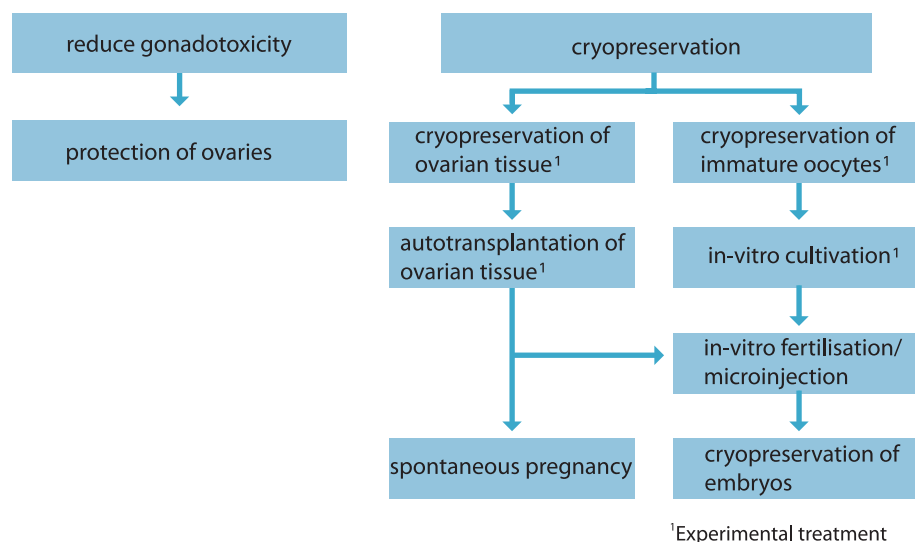 reduce gonadotoxicity
protection of ovaries
cryopreservation
cryopreservation of
ovarian tissue¹
cryopreservation of
immature oocytes¹
autotransplantation of
ovarian tissue¹
in-vitro cultivation¹
in-vitro fertilisation/
microinjection
spontaneous pregnancy
cryopreservation of
embryos
¹Experimental treatment